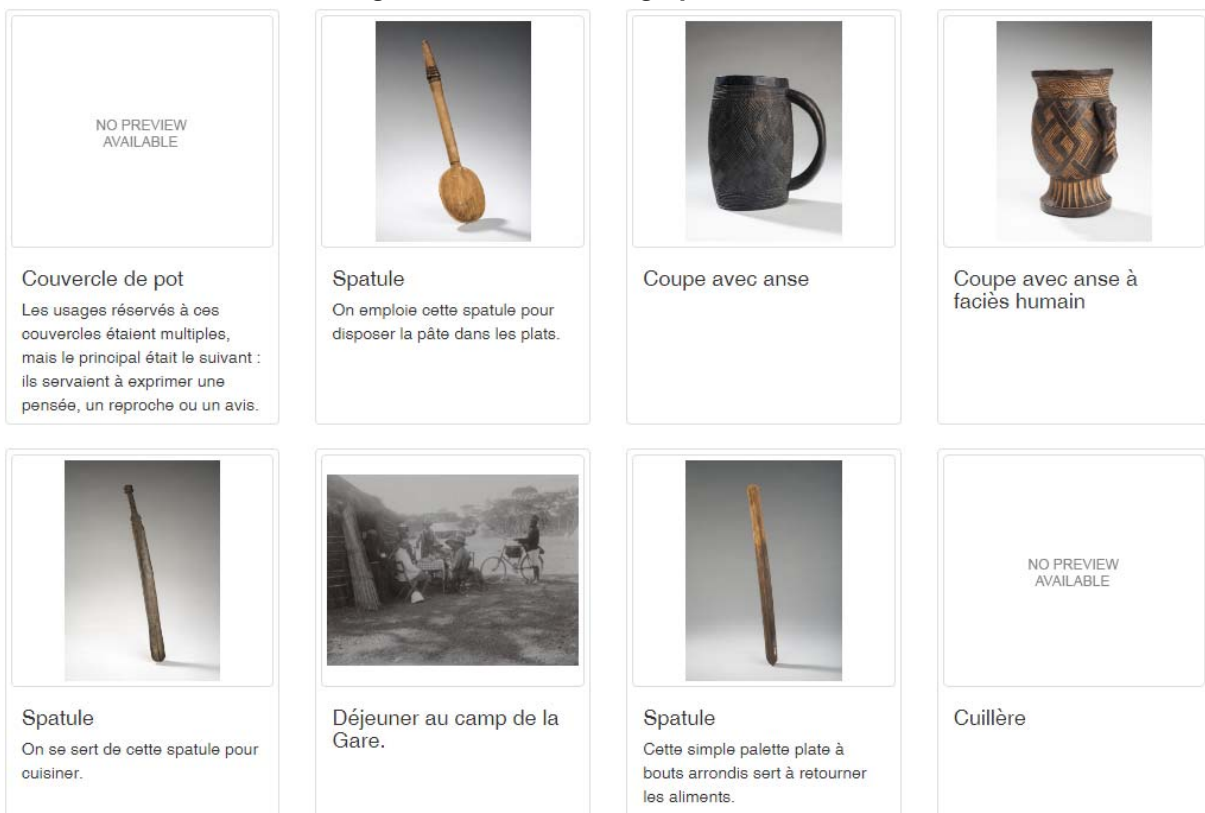 NO PREVIEW
AVAILABLE
Couvercle de pot
Les usages réservés à ces
couvercles étaient multiples,
mais le principal était le suivant :
ils servaient à exprimer une
pensée, un reproche ou un avis.
Spatule
On emploie cette spatule pour
disposer la pâte dans les plats.
Coupe avec anse
Coupe avec anse à
faciès humain
Spatule
On se sert de cette spatule pour
cuisiner.
Déjeuner au camp de la
Gare.
Spatule
Cette simple palette plate à
bouts arrondis sert à retourner
les aliments.
NO PREVIEW
AVAILABLE
Cuillère